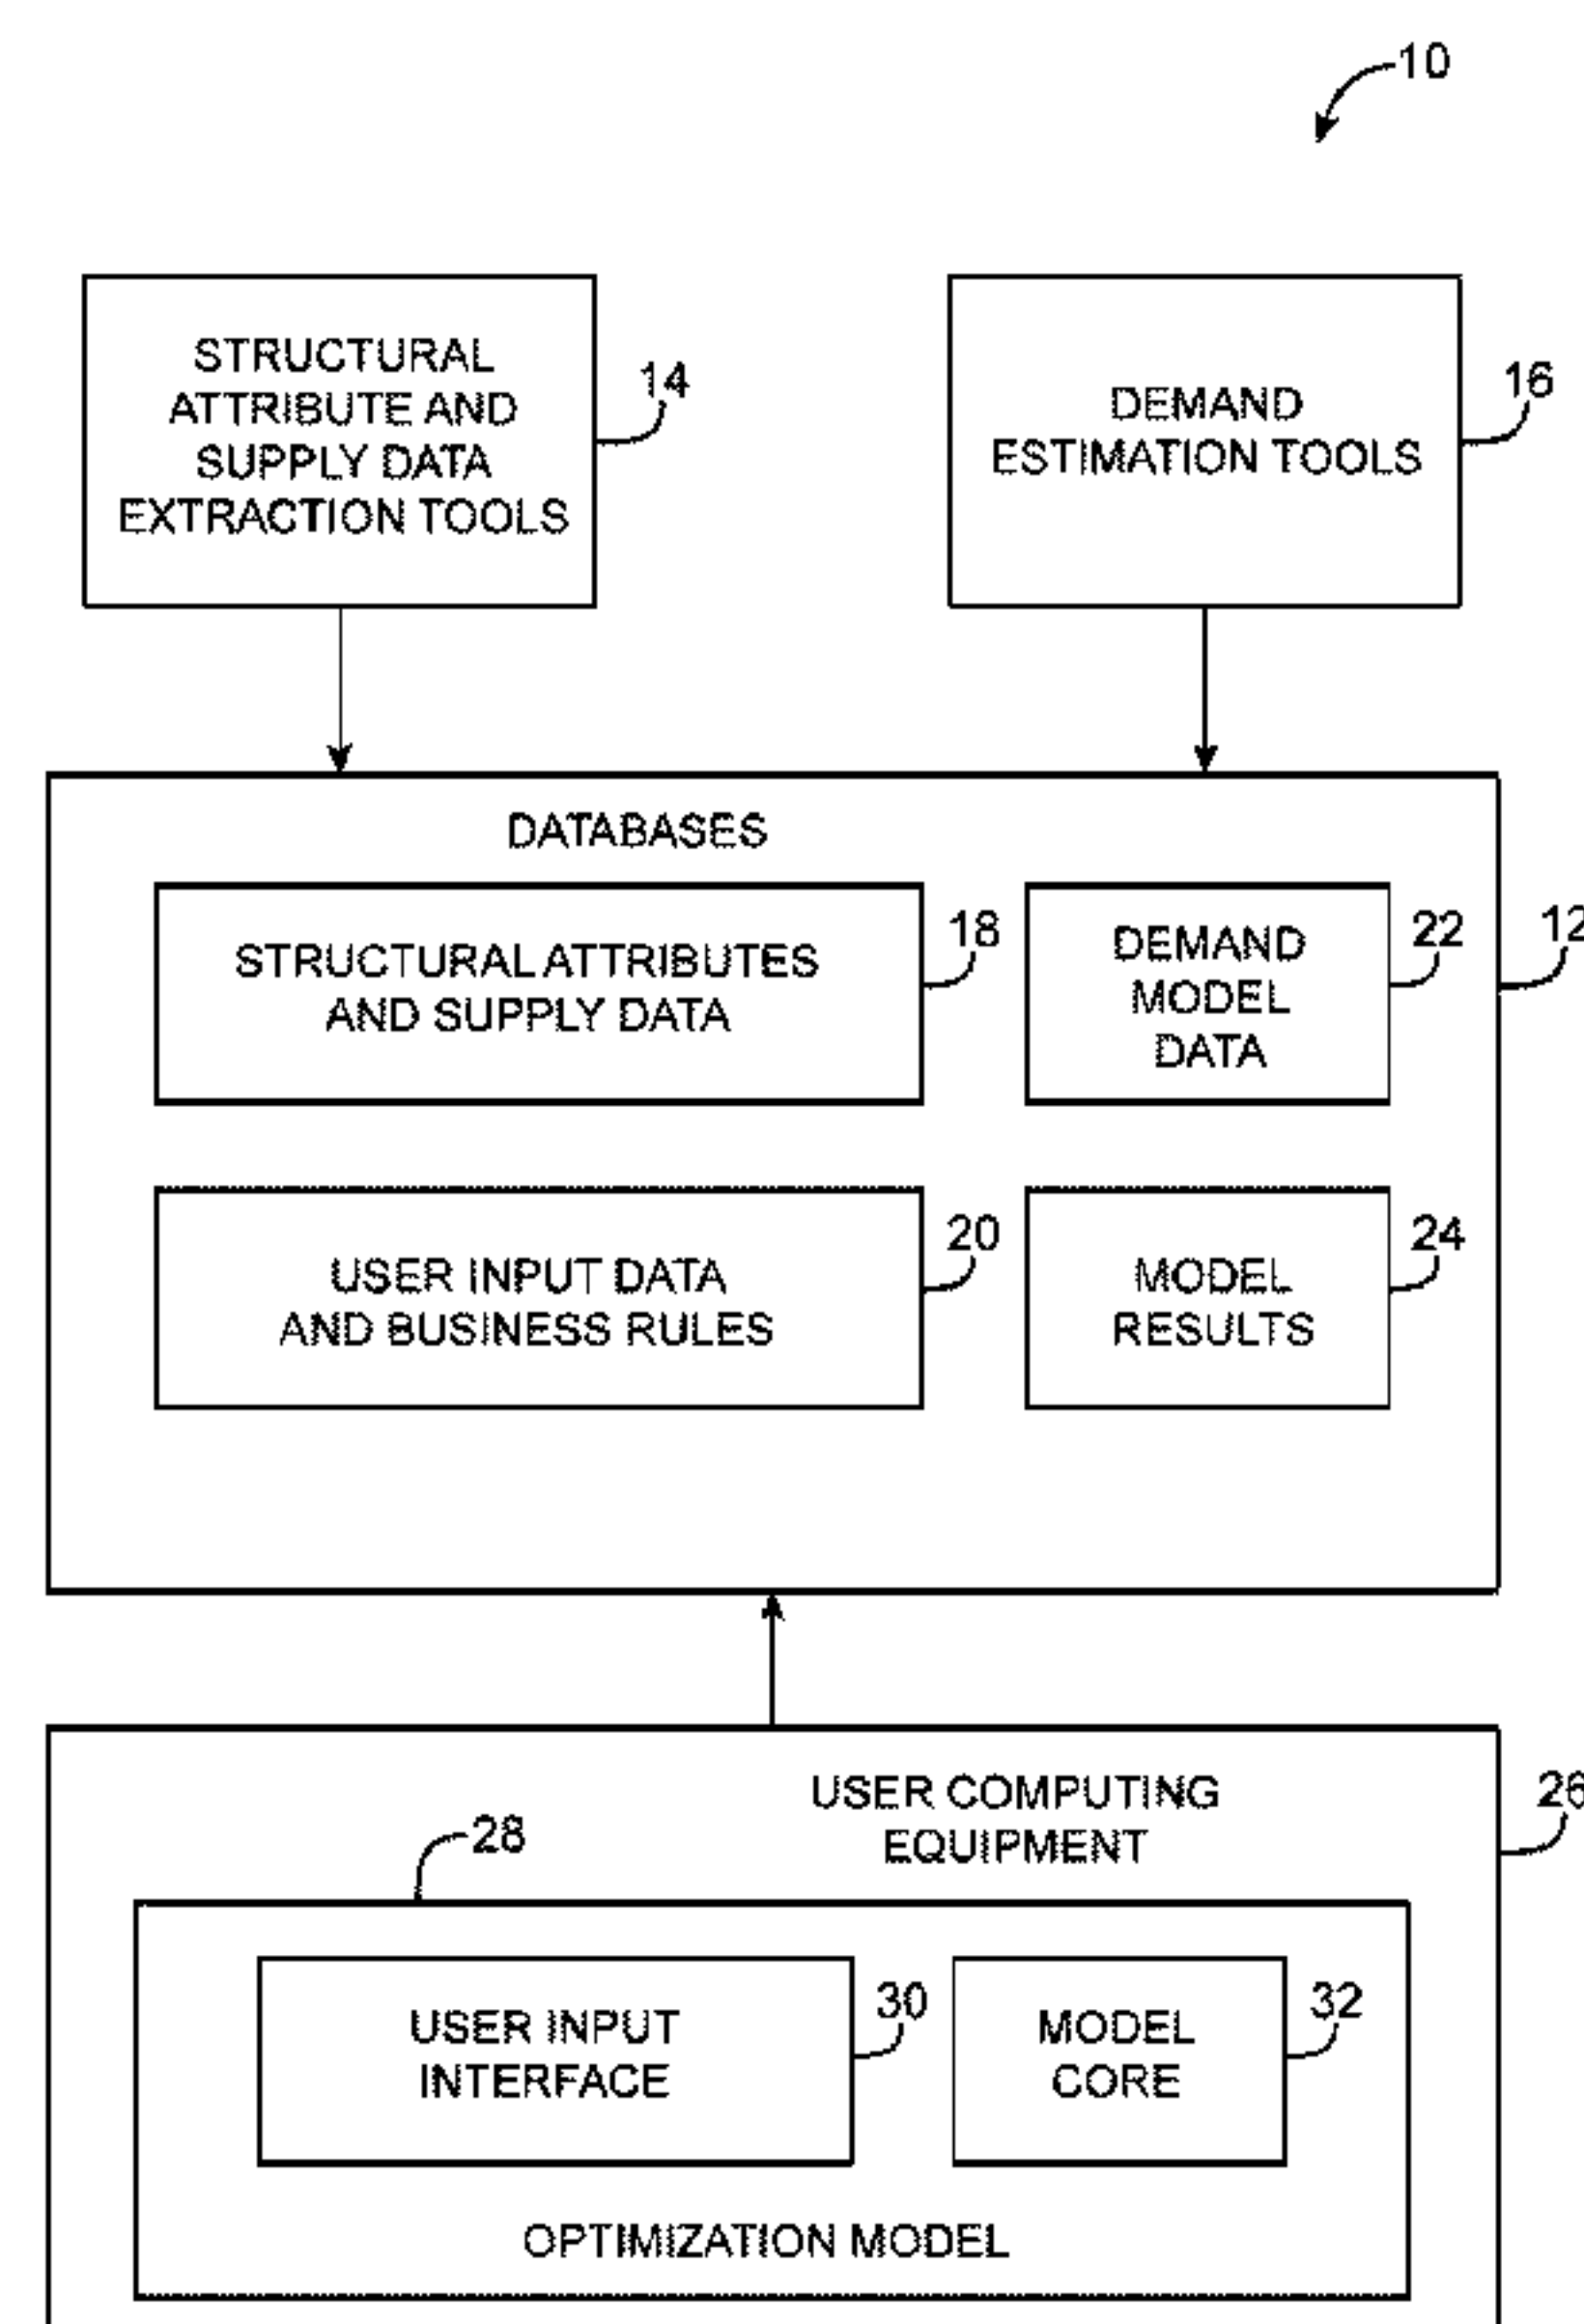 10
STRUCTURAL
ATTRIBUTE AND
SUPPLY DATA
EXTRACTION TOOLS
14
DEMAND
ESTIMATION TOOLS
16
DATABASES
12
STRUCTURAL ATTRIBUTES
AND SUPPLY DATA
18
DEMAND
MODEL
DATA
22
USER INPUT DATA
AND BUSINESS RULES
20
MODEL
RESULTS
24
USER COMPUTING
EQUIPMENT
26
28
USER INPUT
INTERFACE
30
MODEL
CORE
32
OPTIMIZATION MODEL